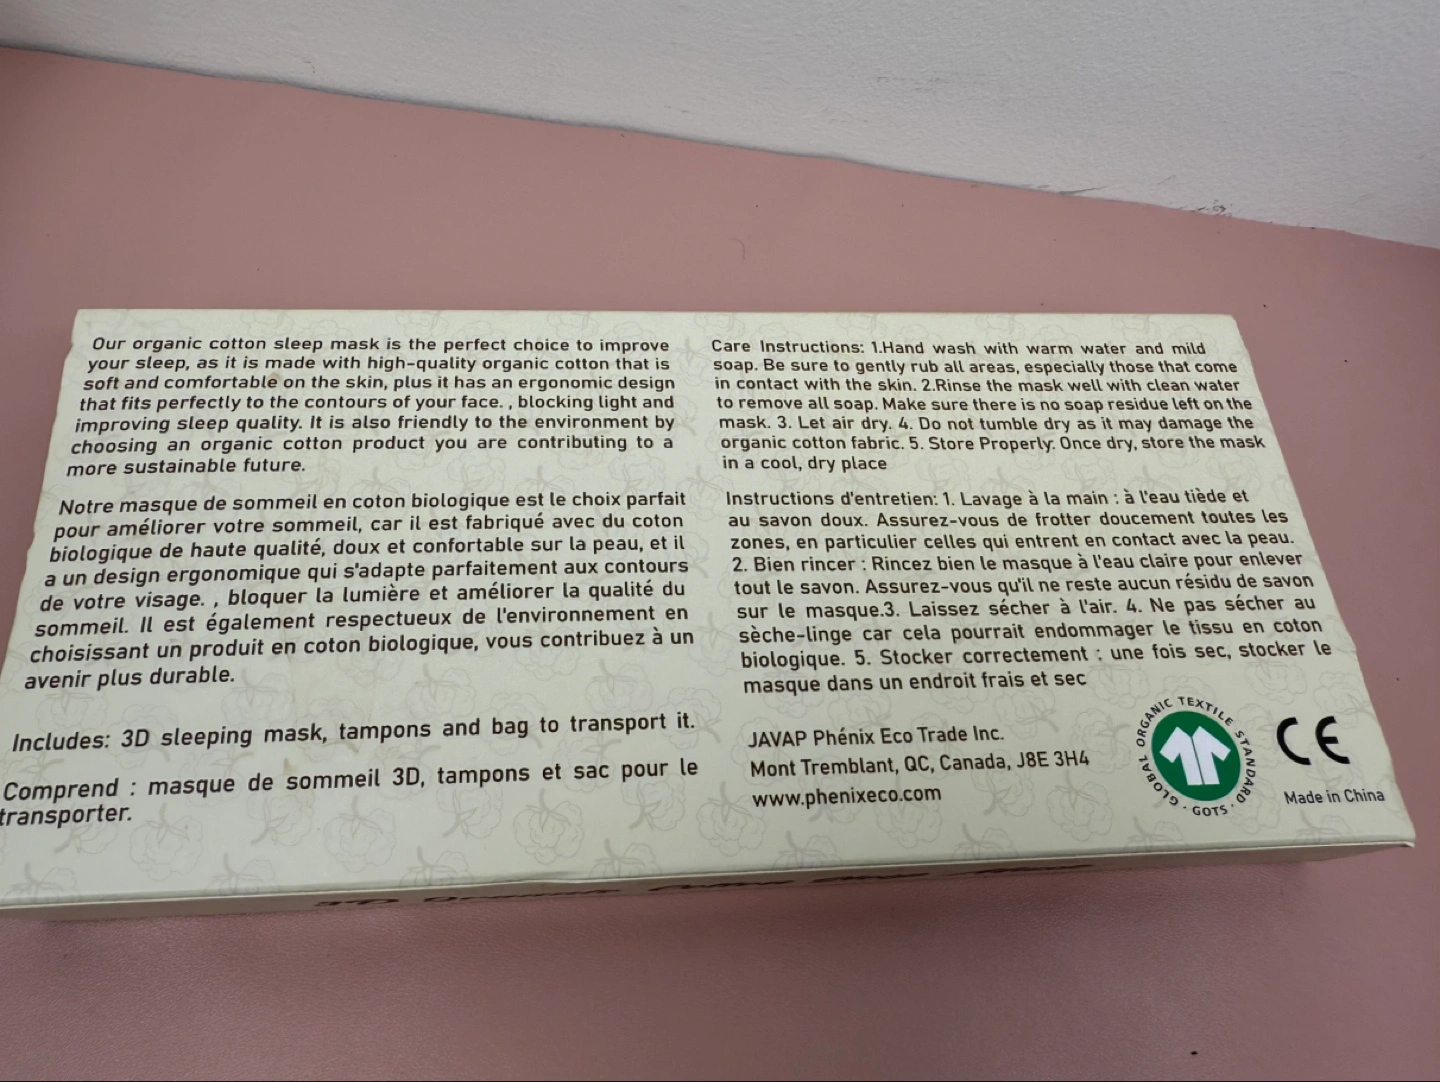 Our organic cotton sleep mask is the perfect choice to improve
your sleep, as it is made with high-quality organic cotton that is
soft and comfortable on the skin, plus it has an ergonomic design
that fits perfectly to the contours of your face. , blocking light and
improving sleep quality. It is also friendly to the environment by
choosing an organic cotton product you are contributing to a
more sustainable future.
Notre masque de sommeil en coton biologique est le choix parfait
pour améliorer votre sommeil, car il est fabriqué avec du coton
biologique de haute qualité, doux et confortable sur la peau, et il
a un design ergonomique qui s'adapte parfaitement aux contours
de votre visage. , bloquer la lumière et améliorer la qualité du
sommeil. Il est également respectueux de l'environnement en
choisissant un produit en coton biologique, vous contribuez à un
avenir plus durable.
Includes: 3D sleeping mask, tampons and bag to transport it.
Comprend : masque de sommeil 3D, tampons et sac pour le
transporter.
Care Instructions: 1.Hand wash with warm water and mild
soap. Be sure to gently rub all areas, especially those that come
in contact with the skin. 2.Rinse the mask well with clean water
to remove all soap. Make sure there is no soap residue left on the
mask. 3. Let air dry. 4. Do not tumble dry as it may damage the
organic cotton fabric. 5. Store Properly. Once dry, store the mask
in a cool, dry place
Instructions d'entretien: 1. Lavage à la main : à l'eau tiède et
au savon doux. Assurez-vous de frotter doucement toutes les
zones, en particulier celles qui entrent en contact avec la peau.
2. Bien rincer : Rincez bien le masque à l'eau claire pour enlever
tout le savon. Assurez-vous qu'il ne reste aucun résidu de savon
sur le masque.3. Laissez sécher à l'air. 4. Ne pas sécher au
sèche-linge car cela pourrait endommager le tissu en coton
biologique. 5. Stocker correctement : une fois sec, stocker le
masque dans un endroit frais et sec
JAVAP Phénix Eco Trade Inc.
Mont Tremblant, QC, Canada, J8E 3H4
www.phenixeco.com
GLOBAL ORGANIC TEXTILE STANDARD · GOTS ·
CE
Made in China